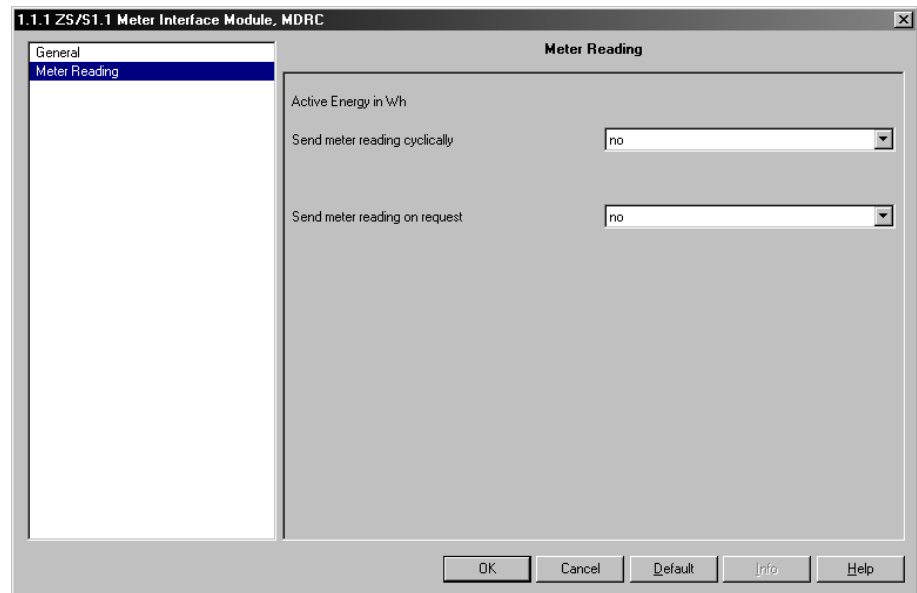 1.1.1 ZS/S1.1 Meter Interface Module, MDRC
General
Meter Reading
Meter Reading
Active Energy in Wh
Send meter reading cyclically no
Send meter reading on request no
OK Cancel Default Info Help